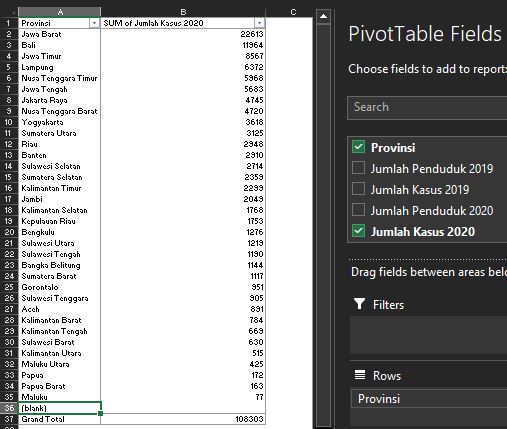 A B C
1 Provinsi SUM of Jumlah Kasus 2020
2 Jawa Barat 22613
3 Bali 11964
4 Jawa Timur 8567
5 Lampung 6372
6 Nusa Tenggara Timur 5968
7 Jawa Tengah 5683
8 Jakarta Raya 4745
9 Nusa Tenggara Barat 4720
10 Yogyakarta 3618
11 Sumatera Utara 3125
12 Riau 2948
13 Banten 2910
14 Sulawesi Selatan 2714
15 Sumatera Selatan 2359
16 Kalimantan Timur 2299
17 Jambi 2049
18 Kalimantan Selatan 1768
19 Kepulauan Riau 1753
20 Bengkulu 1276
21 Sulawesi Utara 1219
22 Sulawesi Tengah 1190
23 Bangka Belitung 1144
24 Sumatera Barat 1117
25 Gorontalo 951
26 Sulawesi Tenggara 905
27 Aceh 891
28 Kalimantan Barat 784
29 Kalimantan Tengah 669
30 Sulawesi Barat 630
31 Kalimantan Utara 515
32 Maluku Utara 425
33 Papua 172
34 Papua Barat 163
35 Maluku 77
36 (blank)
37 Grand Total 108303
PivotTable Fields
Choose fields to add to report:
Search
Provinsi
Jumlah Penduduk 2019
Jumlah Kasus 2019
Jumlah Penduduk 2020
Jumlah Kasus 2020
Drag fields between areas belo
Filters
Rows
Provinsi